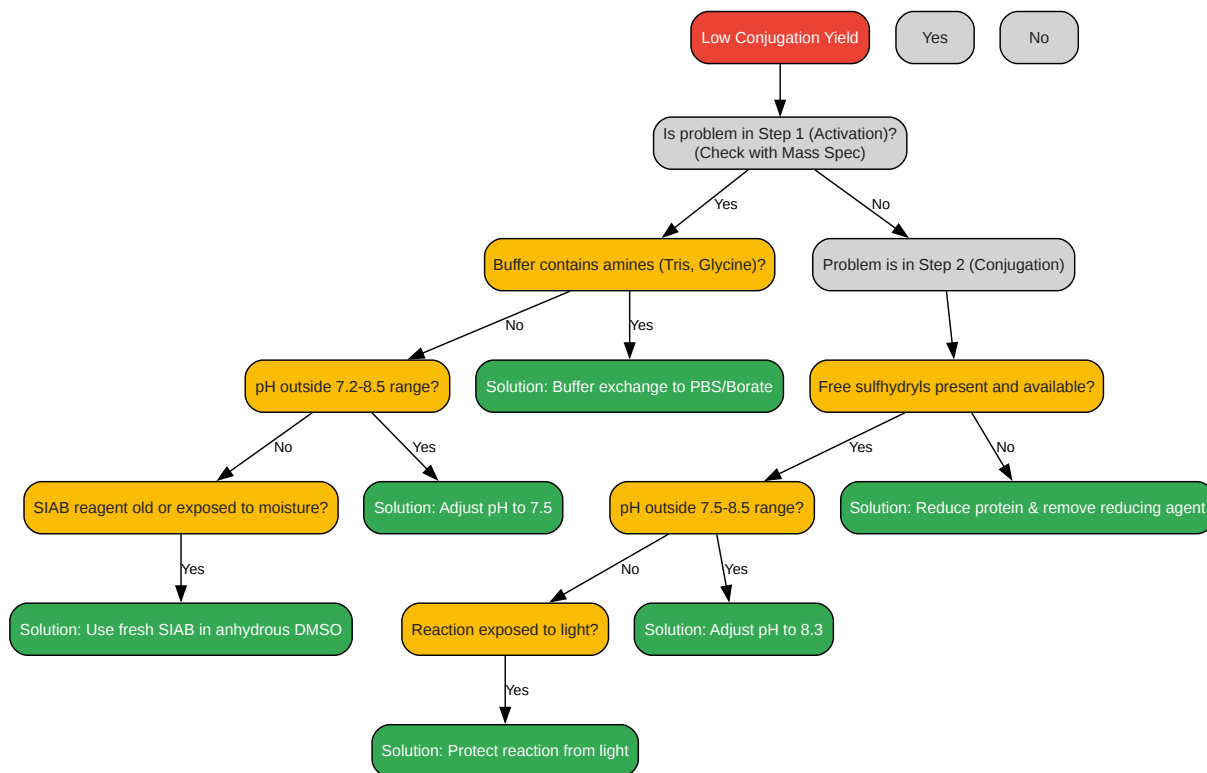 Low Conjugation Yield
Yes
No
Is problem in Step 1 (Activation)?
(Check with Mass Spec)
Yes
No
Buffer contains amines (Tris, Glycine)?
Problem is in Step 2 (Conjugation)
No
Yes
pH outside 7.2-8.5 range?
Solution: Buffer exchange to PBS/Borate
Free sulfhydryls present and available?
No
Yes
Yes
No
SIAB reagent old or exposed to moisture?
Solution: Adjust pH to 7.5
pH outside 7.5-8.5 range?
Solution: Reduce protein & remove reducing agent
Yes
No
Yes
Solution: Use fresh SIAB in anhydrous DMSO
Reaction exposed to light?
Solution: Adjust pH to 8.3
Yes
Solution: Protect reaction from light